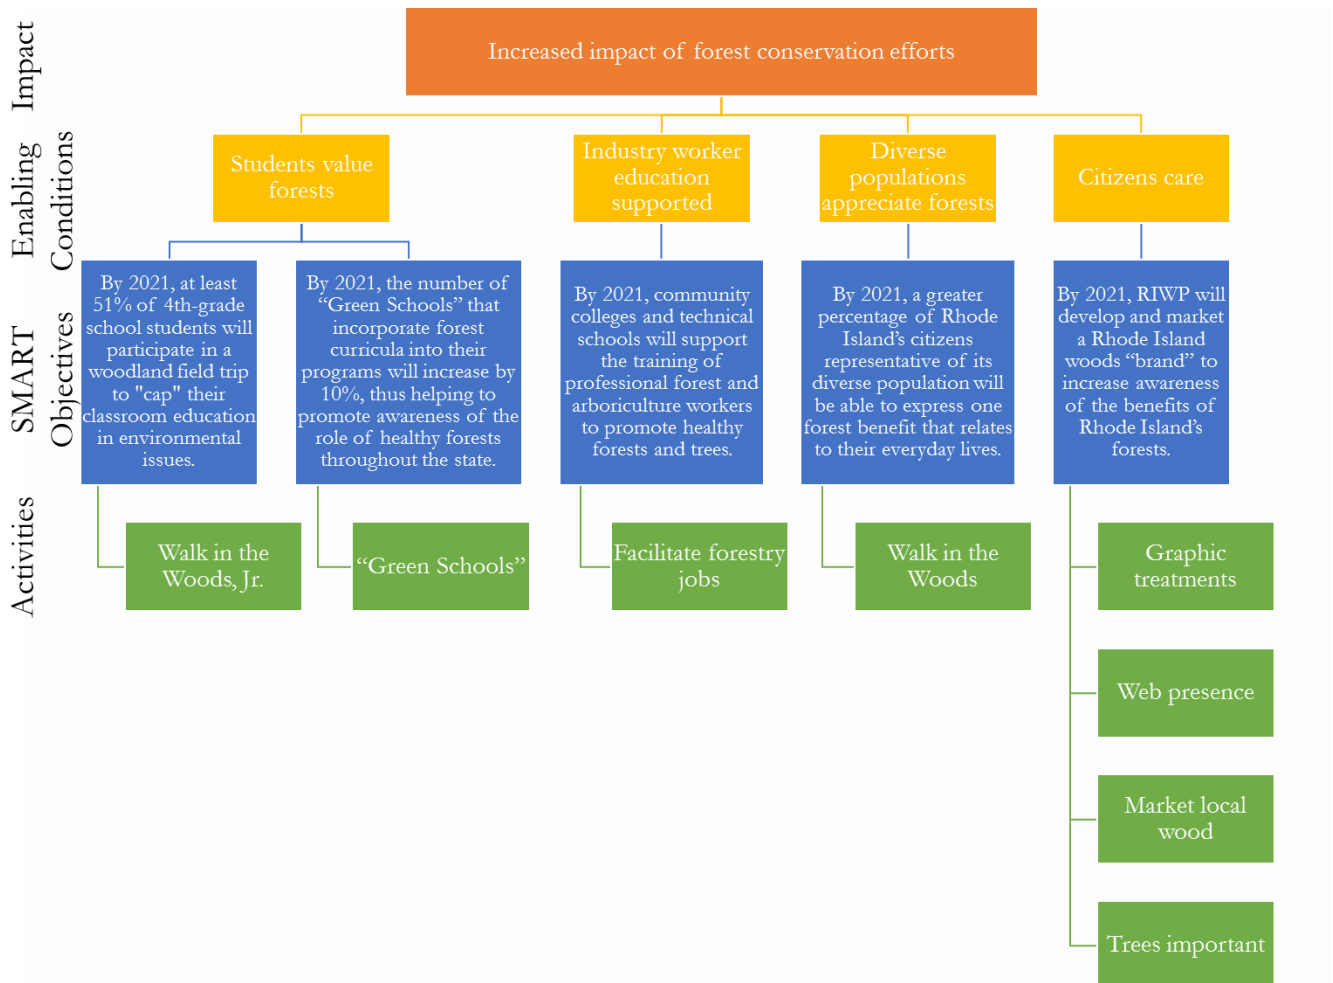 Impact
Increased impact of forest conservation efforts
Enabling
Conditions
Students value
forests
Industry worker
education
supported
Diverse
populations
appreciate forests
Citizens care
SMART
Objectives
By 2021, at least
51% of 4th-grade
school students will
participate in a
woodland field trip
to "cap" their
classroom education
in environmental
issues.
By 2021, the number of
“Green Schools” that
incorporate forest
curricula into their
programs will increase by
10%, thus helping to
promote awareness of the
role of healthy forests
throughout the state.
By 2021, community
colleges and technical
schools will support
the training of
professional forest and
arboriculture workers
to promote healthy
forests and trees.
By 2021, a greater
percentage of Rhode
Island’s citizens
representative of its
diverse population will
be able to express one
forest benefit that relates
to their everyday lives.
By 2021, RIWP will
develop and market
a Rhode Island
woods “brand” to
increase awareness
of the benefits of
Rhode Island’s
forests.
Activities
Walk in the
Woods, Jr.
“Green Schools”
Facilitate forestry
jobs
Walk in the
Woods
Graphic
treatments
Web presence
Market local
wood
Trees important